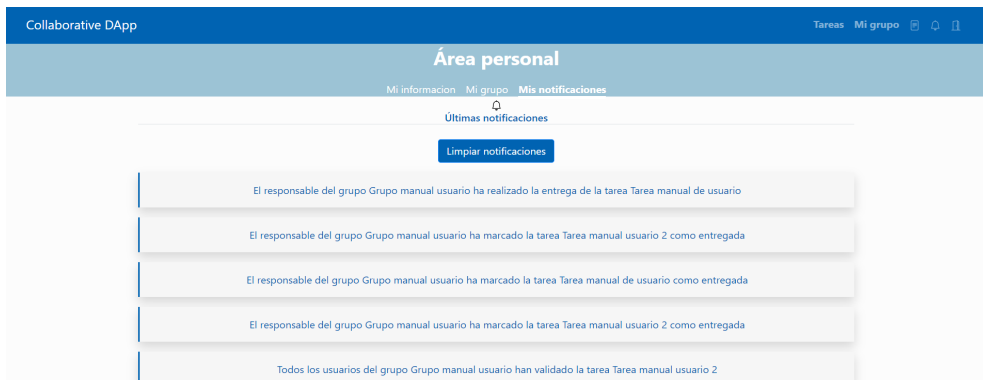 Collaborative DApp
Tareas Mi grupo
Área personal
Mi informacion Mi grupo Mis notificaciones
Últimas notificaciones
Limpiar notificaciones
El responsable del grupo Grupo manual usuario ha realizado la entrega de la tarea Tarea manual de usuario
El responsable del grupo Grupo manual usuario ha marcado la tarea Tarea manual usuario 2 como entregada
El responsable del grupo Grupo manual usuario ha marcado la tarea Tarea manual de usuario como entregada
El responsable del grupo Grupo manual usuario ha marcado la tarea Tarea manual usuario 2 como entregada
Todos los usuarios del grupo Grupo manual usuario han validado la tarea Tarea manual usuario 2